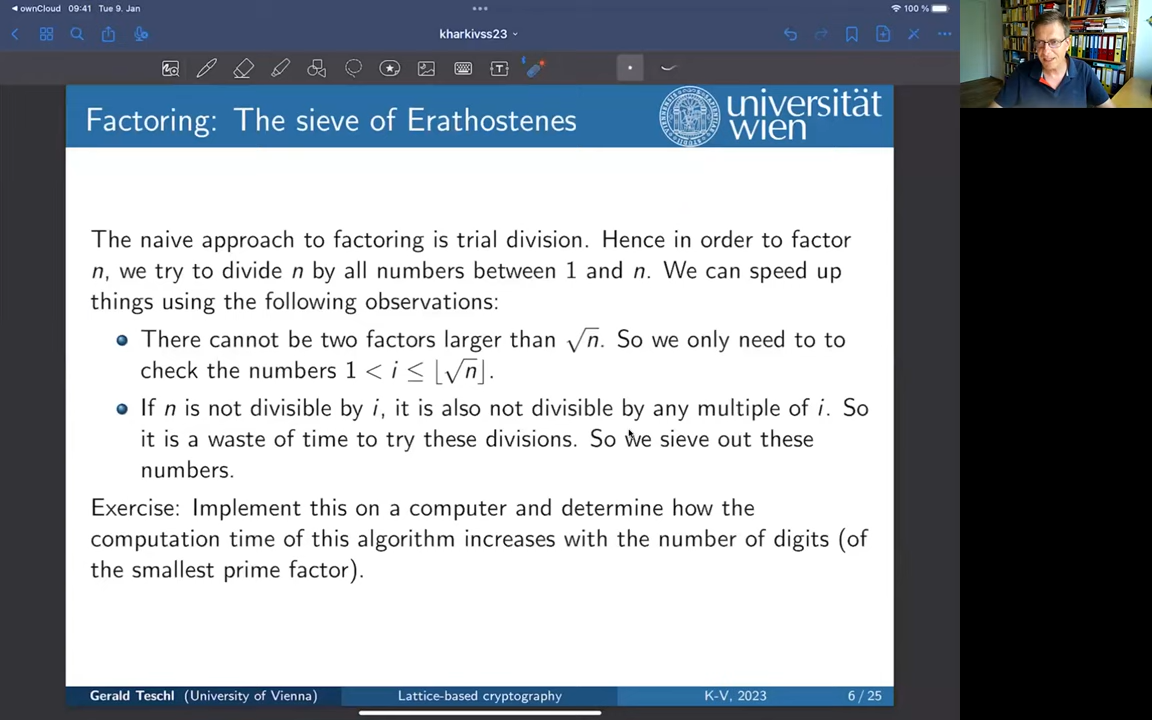 ownCloud 09:41 Tue 9. Jan
100 %
kharkivss23
Factoring: The sieve of Erathostenes
universität
wien
The naive approach to factoring is trial division. Hence in order to factor
n, we try to divide n by all numbers between 1 and n. We can speed up
things using the following observations:
There cannot be two factors larger than √n. So we only need to to
check the numbers 1 < i ≤ ⌊√n⌋.
If n is not divisible by i, it is also not divisible by any multiple of i. So
it is a waste of time to try these divisions. So we sieve out these
numbers.
Exercise: Implement this on a computer and determine how the
computation time of this algorithm increases with the number of digits (of
the smallest prime factor).
Gerald Teschl (University of Vienna)
Lattice-based cryptography
K-V, 2023
6 / 25